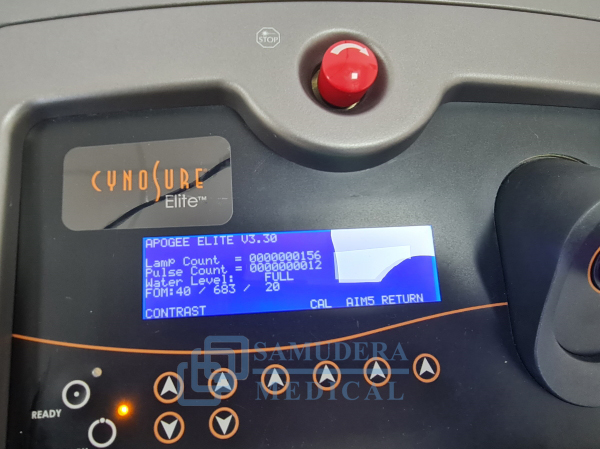 STOP
CYNOSURE
Elite™
APOGEE ELITE V3.30
Lamp Count = 0000000156
Pulse Count = 0000000012
Water Level: FULL
FOM:40 / 683 / 20
CONTRAST CAL AIM5 RETURN
SAMUDERA
MEDICAL
READY